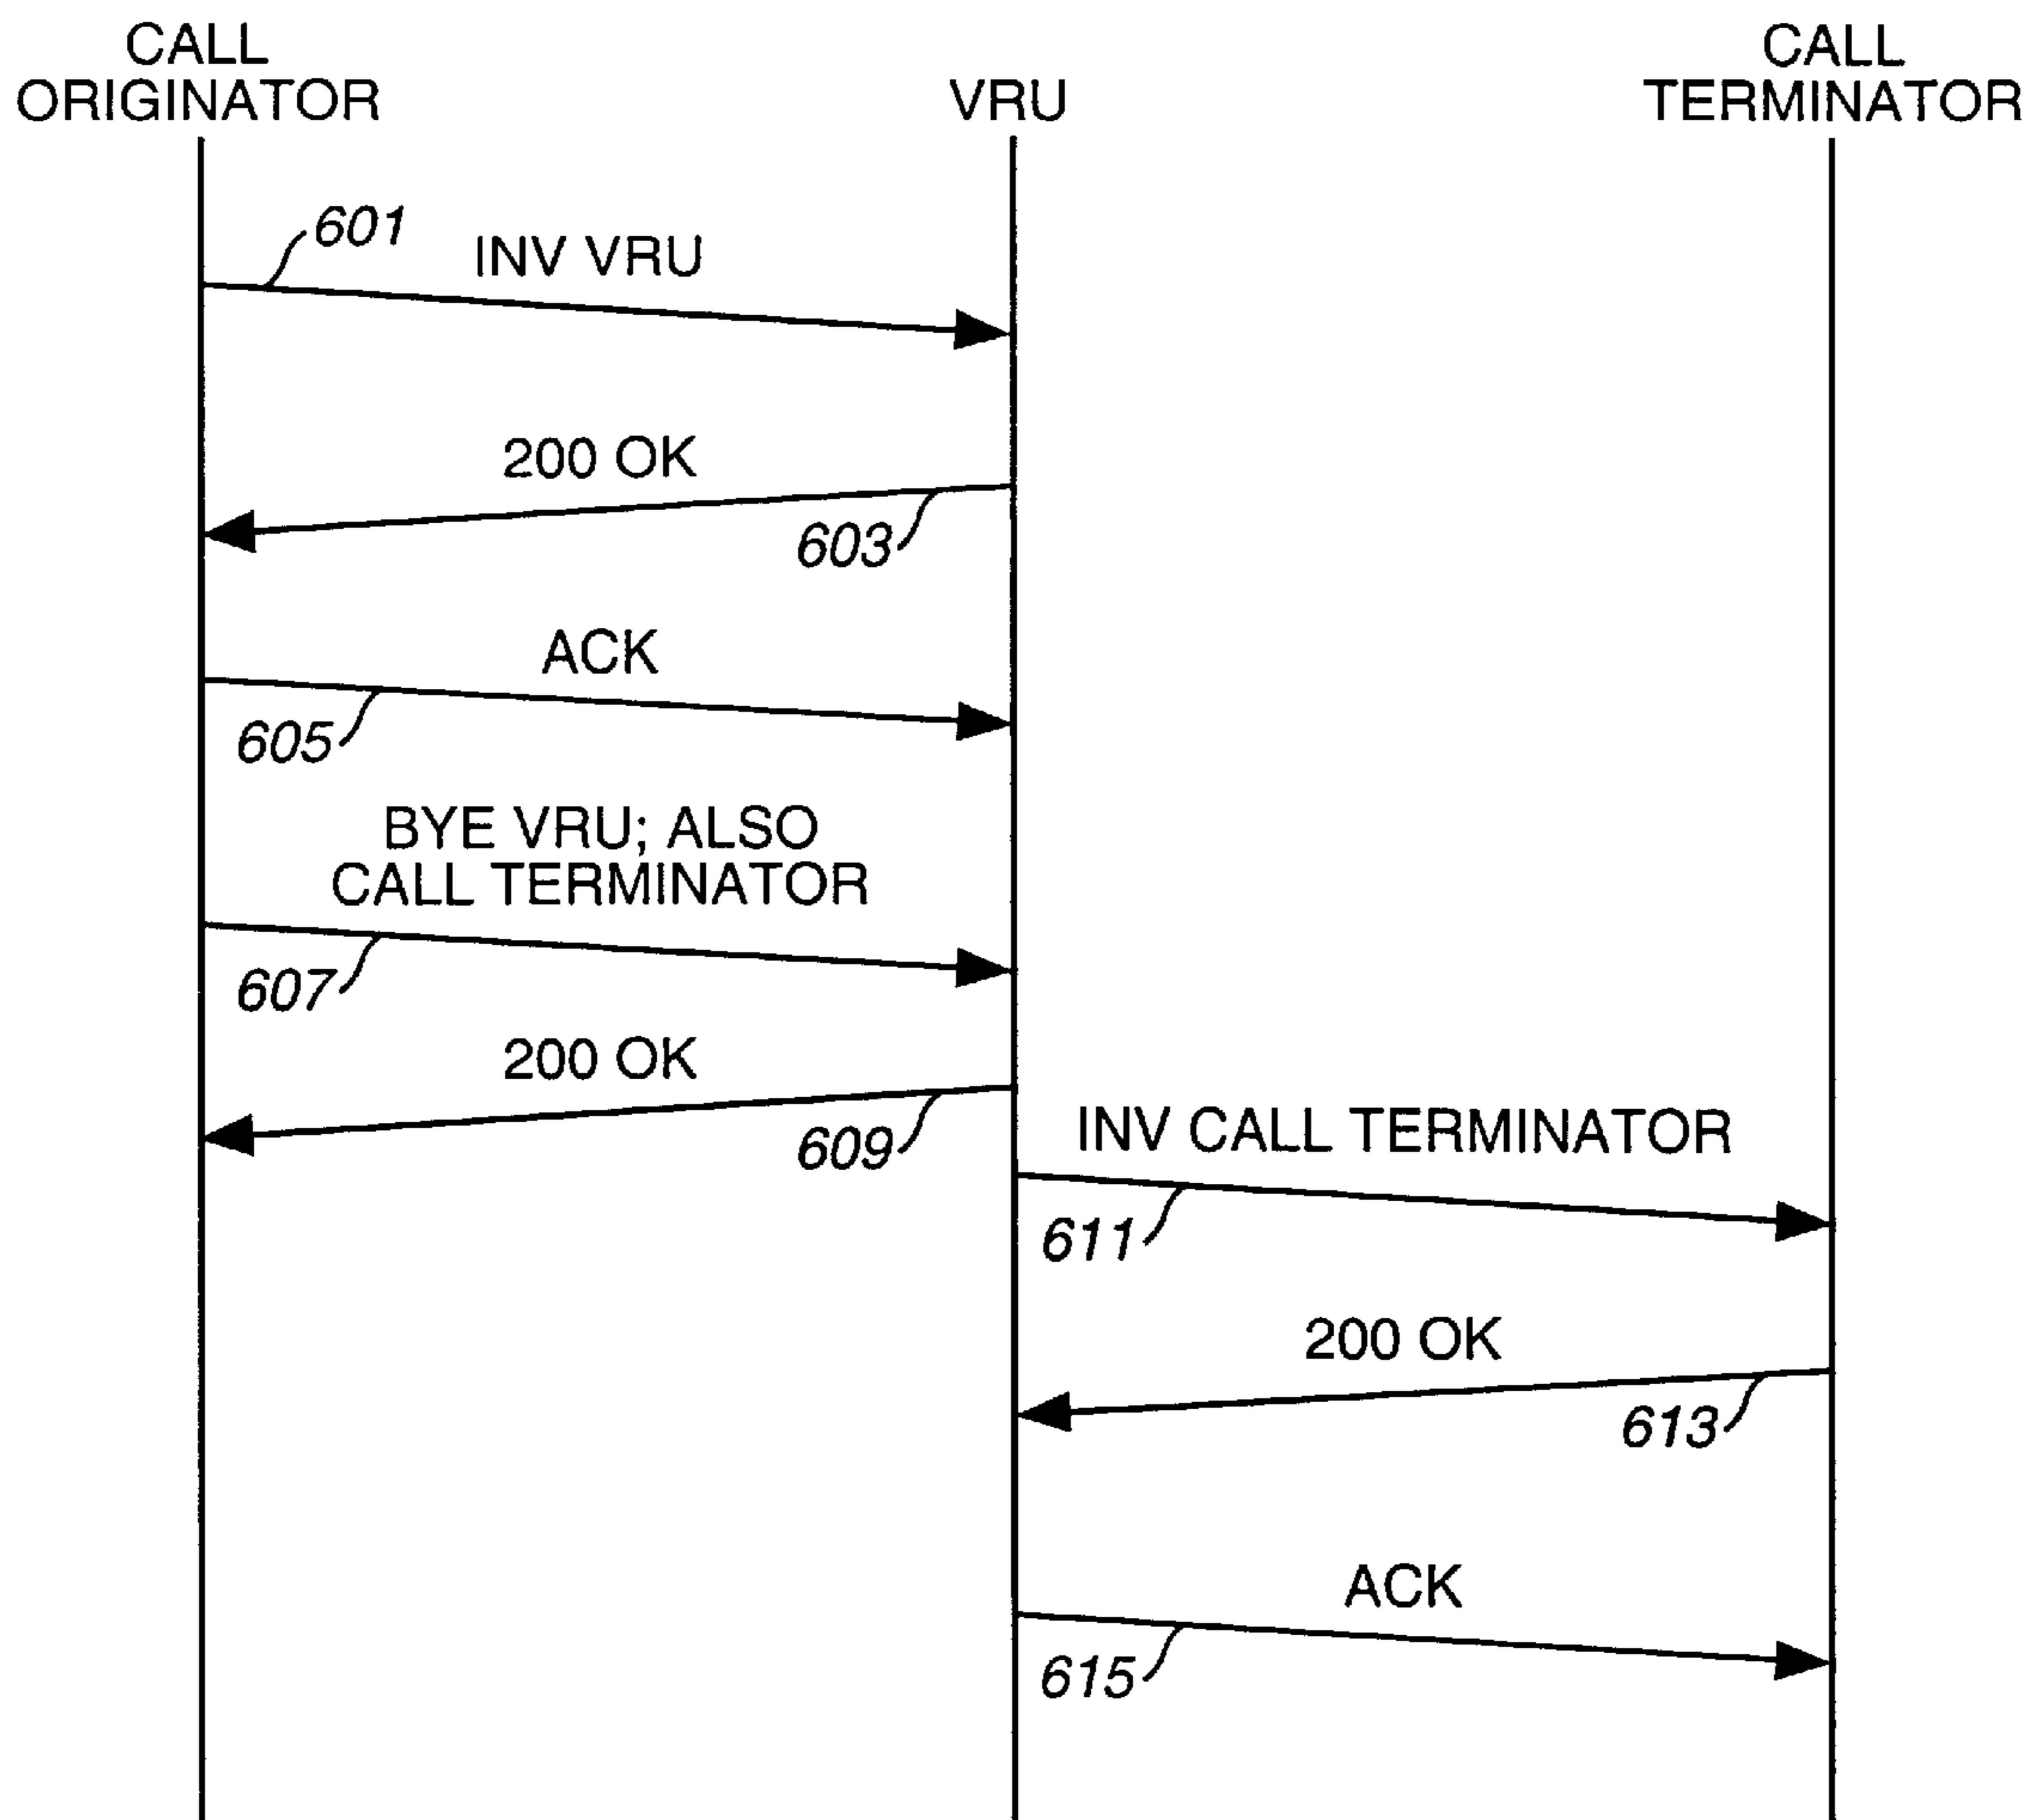 CALL
ORIGINATOR
VRU
CALL
TERMINATOR
601
INV VRU
200 OK
603
ACK
605
BYE VRU; ALSO
CALL TERMINATOR
607
200 OK
609
INV CALL TERMINATOR
611
200 OK
613
ACK
615